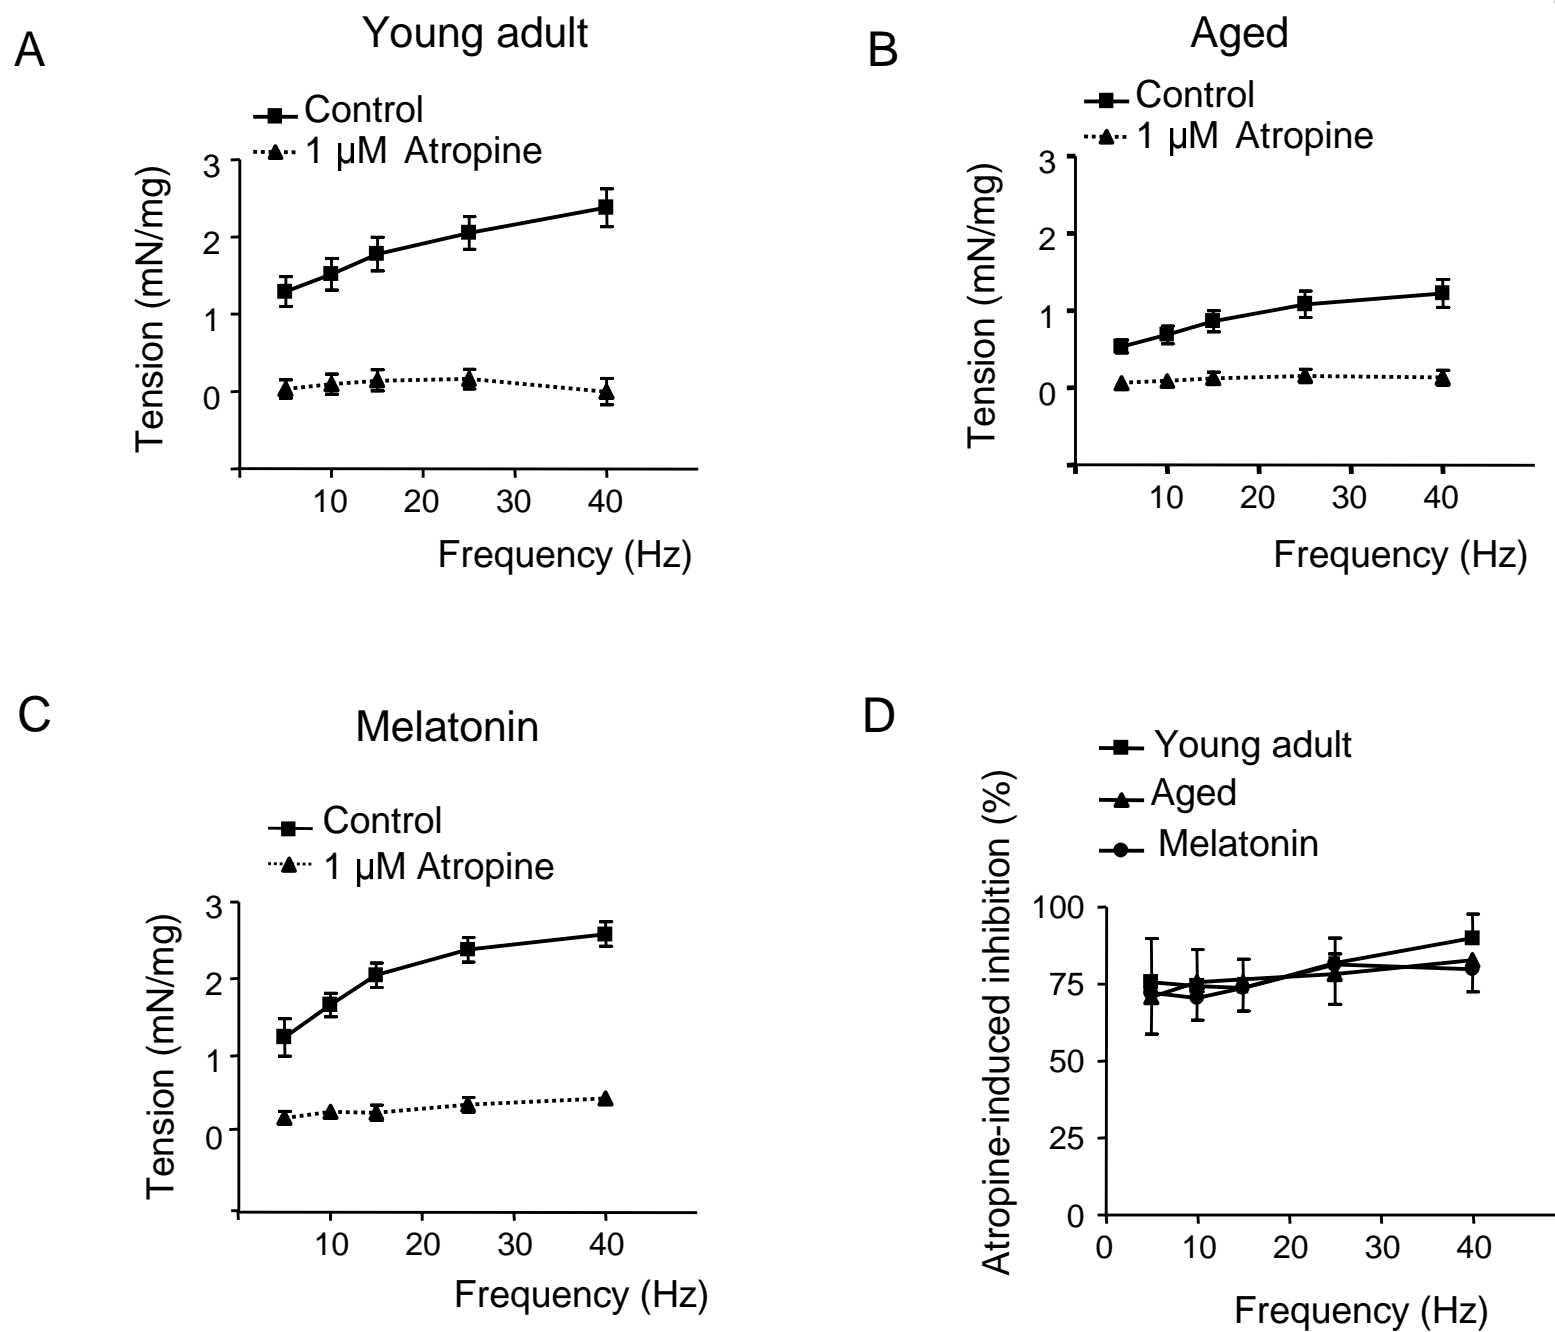 A
Young adult
Control
1 µM Atropine
3
2
1
0
Tension (mN/mg)
10 20 30 40
Frequency (Hz)
B
Aged
Control
1 µM Atropine
3
2
1
0
Tension (mN/mg)
10 20 30 40
Frequency (Hz)
C
Melatonin
Control
1 µM Atropine
3
2
1
0
Tension (mN/mg)
10 20 30 40
Frequency (Hz)
D
Young adult
Aged
Melatonin
100
75
50
25
0
Atropine-induced inhibition (%)
0 10 20 30 40
Frequency (Hz)